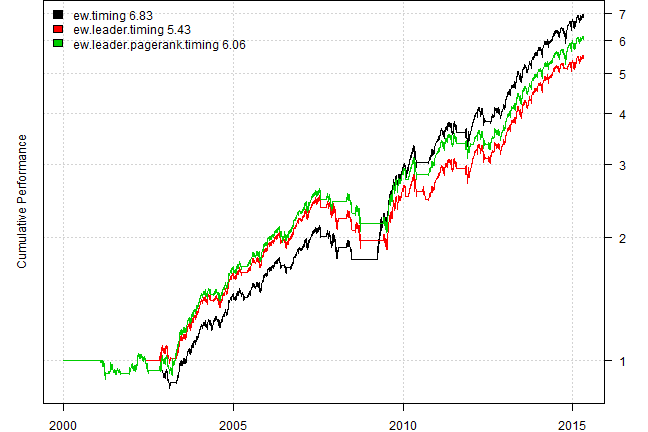 ew.timing 6.83
ew.leader.timing 5.43
ew.leader.pagerank.timing 6.06
Cumulative Performance
7
6
5
4
3
2
1
2000 2005 2010 2015